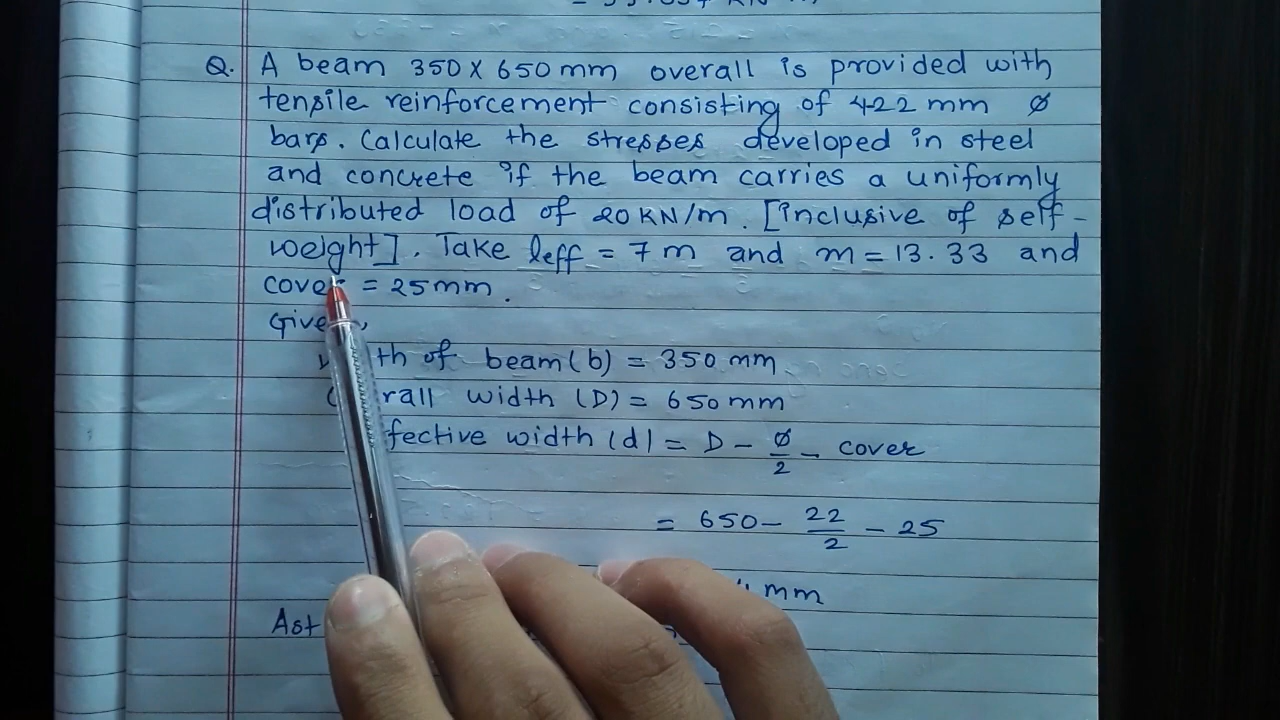 Q. A beam 350 X 650 mm overall is provided with
tensile reinforcement consisting of 422 mm Ø
bars. Calculate the stresses developed in steel
and concrete if the beam carries a uniformly
distributed load of 20 KN/m. [inclusive of self-
weight]. Take leff = 7 m and m = 13.33 and
cover = 25 mm.
Give ,
th of beam (b) = 350 mm
rall width (D) = 650 mm
fective width (d) = D - Ø/2 - cover
= 650 - 22/2 - 25
mm
Ast